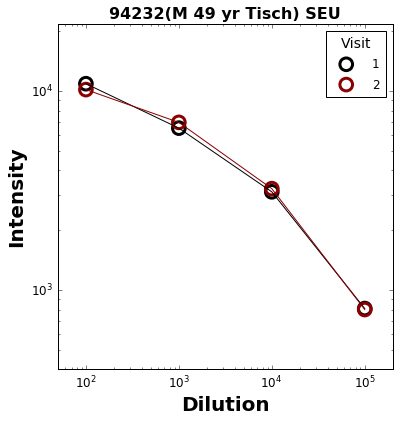 94232(M 49 yr Tisch) SEU
Visit
1
2
10⁴
10³
Intensity
10² 10³ 10⁴ 10⁵
Dilution